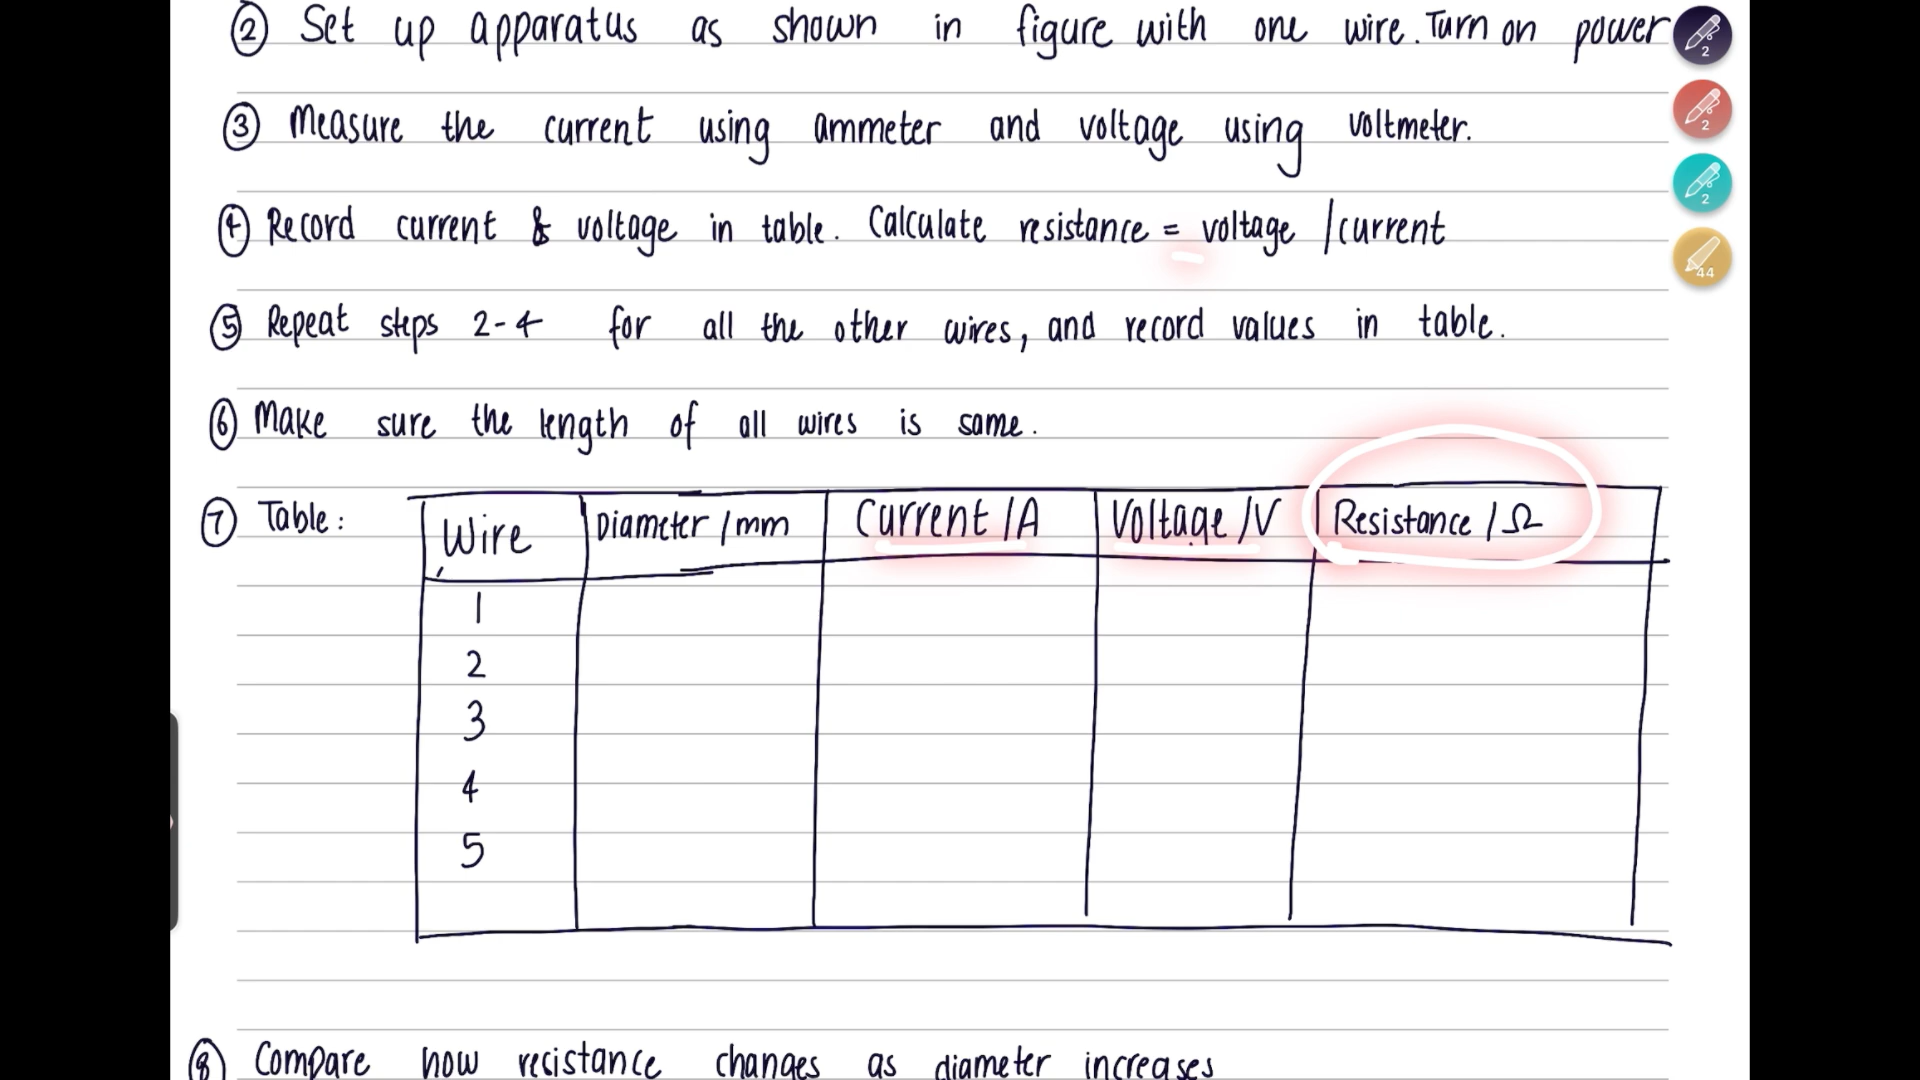 ② Set up apparatus as shown in figure with one wire. Turn on power
③ Measure the current using ammeter and voltage using voltmeter.
④ Record current & voltage in table. Calculate resistance = voltage / current
⑤ Repeat steps 2-4 for all the other wires, and record values in table.
⑥ Make sure the length of all wires is same.
⑦ Table:
Wire Diameter / mm Current / A Voltage / V Resistance / Ω
1
2
3
4
5
⑧ Compare how resistance changes as diameter increases
2
2
2
44